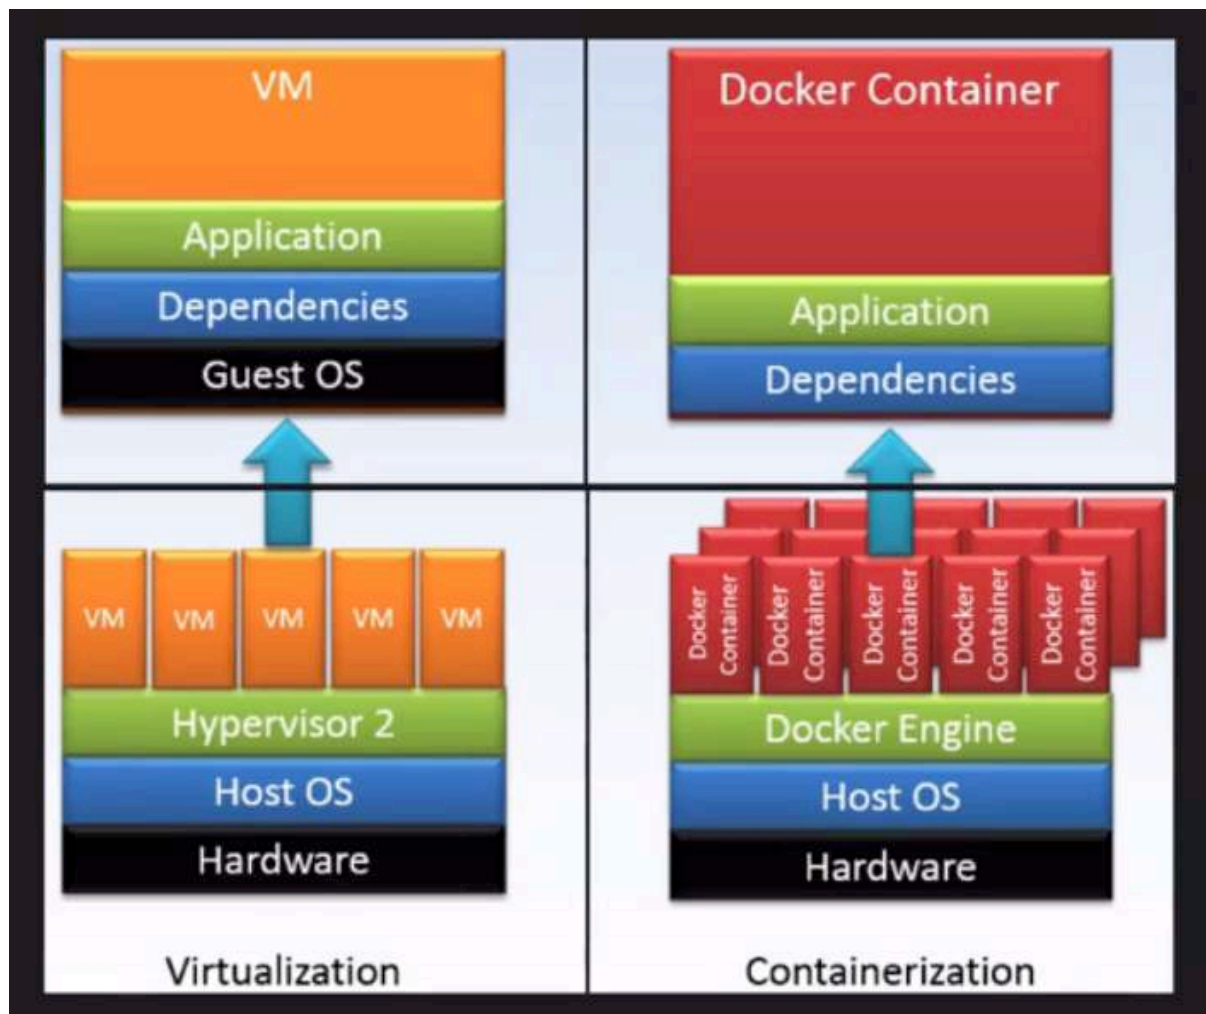 VM
Application
Dependencies
Guest OS
Docker Container
Application
Dependencies
VM
VM
VM
VM
VM
Hypervisor 2
Host OS
Hardware
Virtualization
Docker
Container
Docker
Container
Docker
Container
Docker
Container
Docker
Container
Docker Engine
Host OS
Hardware
Containerization